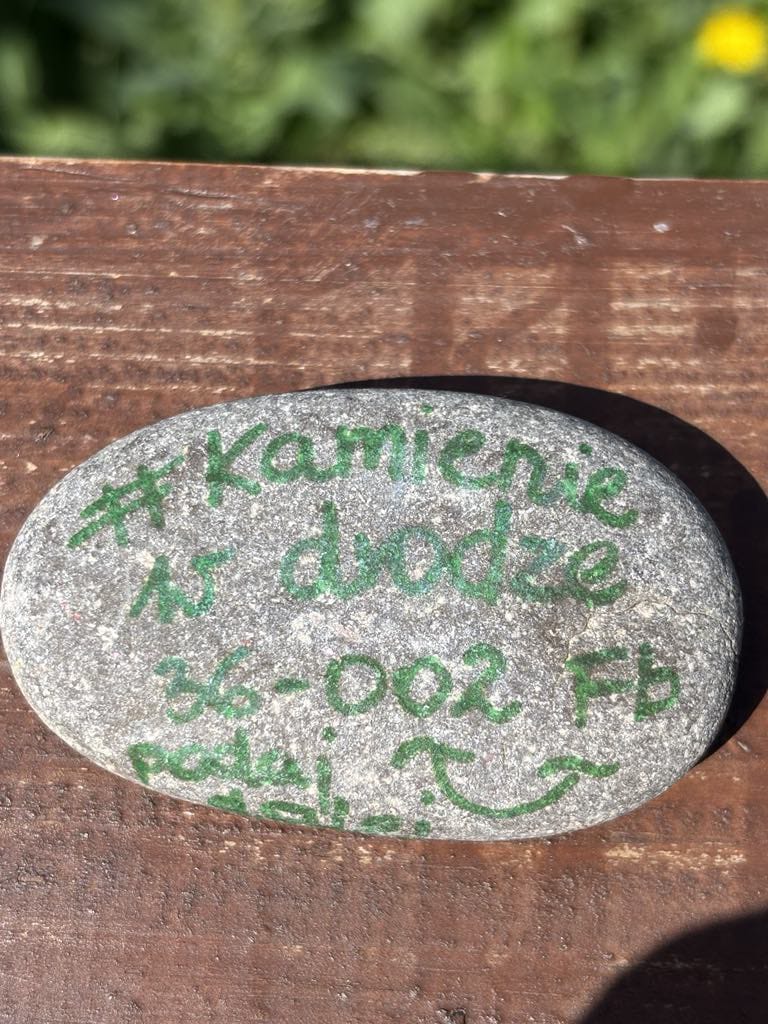 #Kamienie
w drodze
36-002 Fb
podaj
dalej